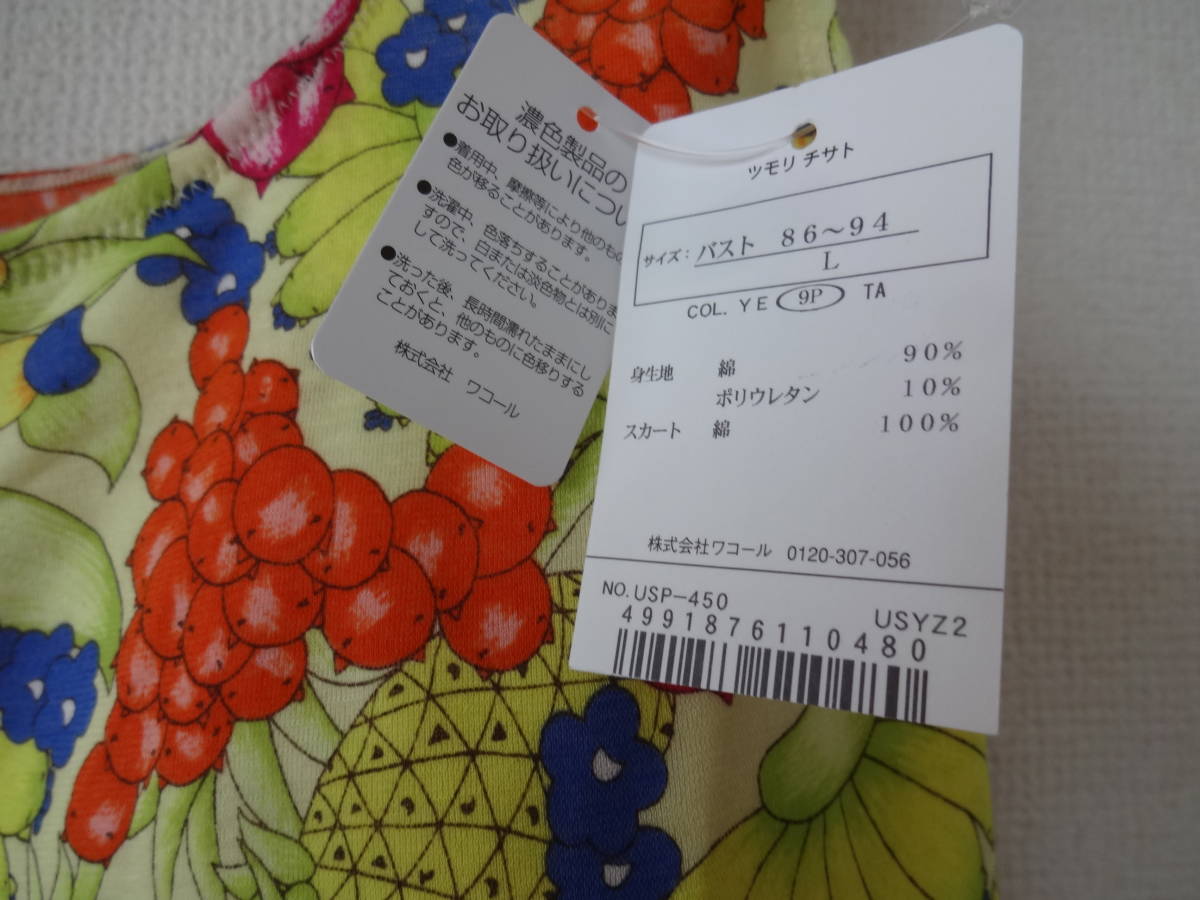 濃色製品の
お取り扱いについ
●着用中、摩擦等により他のもの
色が移ることがあります。
●洗濯中、色落ちすることがありま
すので、白または淡色物とは別に
して洗ってください。
●洗った後、長時間濡れたままにし
ておくと、他のものに色移りする
ことがあります。
株式会社 ワコール
ツモリ チサト
サイズ: バスト 86〜94
L
COL. YE 9P TA
身生地 綿 90%
ポリウレタン 10%
スカート 綿 100%
株式会社ワコール 0120-307-056
NO. USP-450
USYZ2
4991876110480